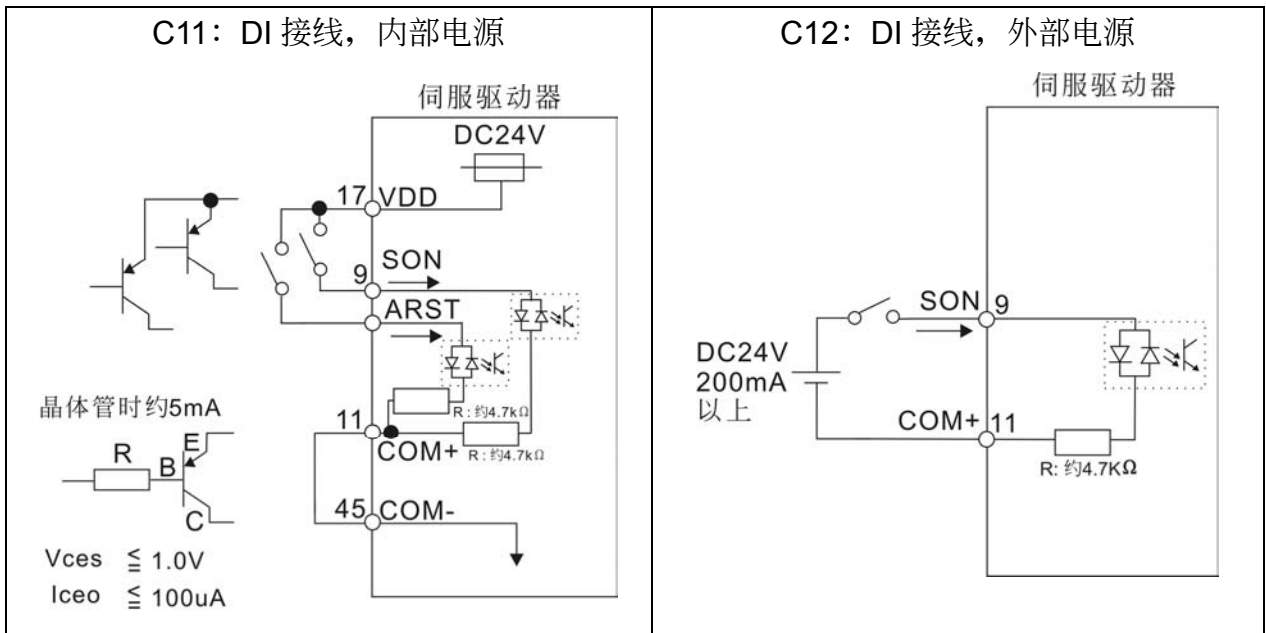 C11：DI 接线，内部电源
伺服驱动器
DC24V
17 VDD
9 SON
ARST
R：约4.7kΩ
11
COM+ R：约4.7kΩ
45 COM-
晶体管时约5mA
R
B
E
C
Vces ≦ 1.0V
Iceo ≦ 100uA
C12：DI 接线，外部电源
伺服驱动器
SON 9
DC24V
200mA
以上
COM+ 11
R: 约4.7KΩ